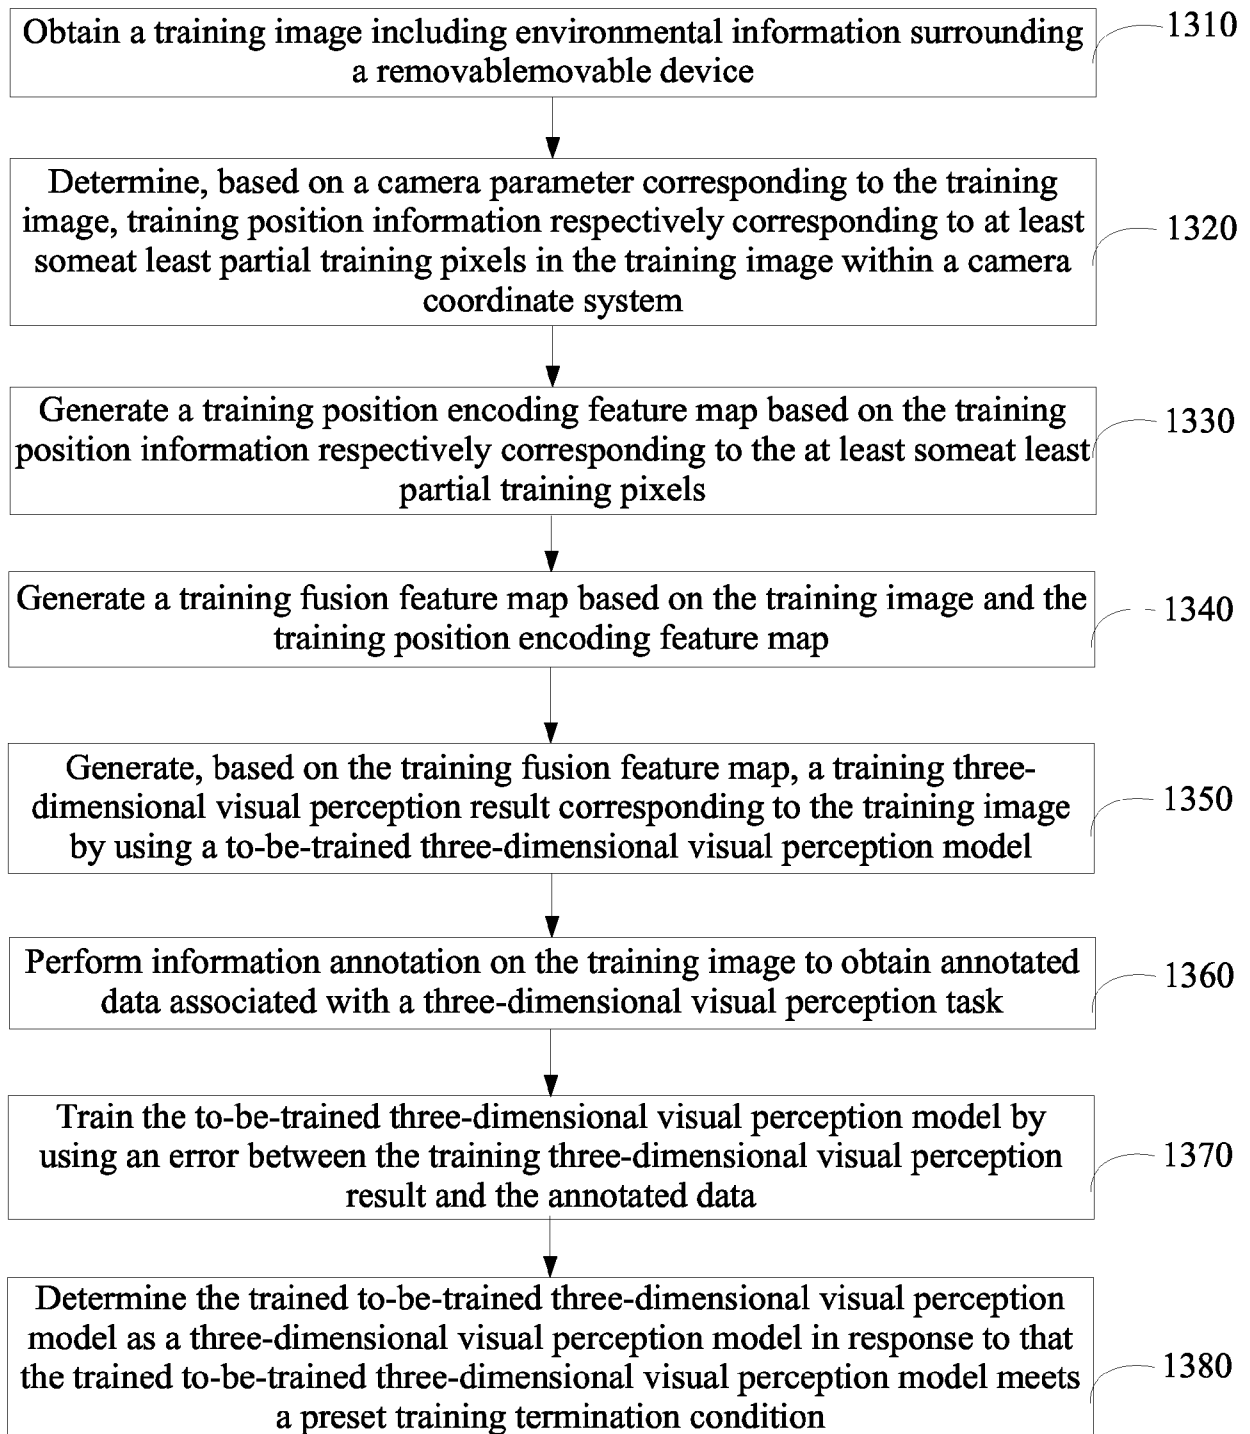 Obtain a training image including environmental information surrounding
a removablemovable device
1310
Determine, based on a camera parameter corresponding to the training
image, training position information respectively corresponding to at least
someat least partial training pixels in the training image within a camera
coordinate system
1320
Generate a training position encoding feature map based on the training
position information respectively corresponding to the at least someat least
partial training pixels
1330
Generate a training fusion feature map based on the training image and the
training position encoding feature map
1340
Generate, based on the training fusion feature map, a training three-
dimensional visual perception result corresponding to the training image
by using a to-be-trained three-dimensional visual perception model
1350
Perform information annotation on the training image to obtain annotated
data associated with a three-dimensional visual perception task
1360
Train the to-be-trained three-dimensional visual perception model by
using an error between the training three-dimensional visual perception
result and the annotated data
1370
Determine the trained to-be-trained three-dimensional visual perception
model as a three-dimensional visual perception model in response to that
the trained to-be-trained three-dimensional visual perception model meets
a preset training termination condition
1380